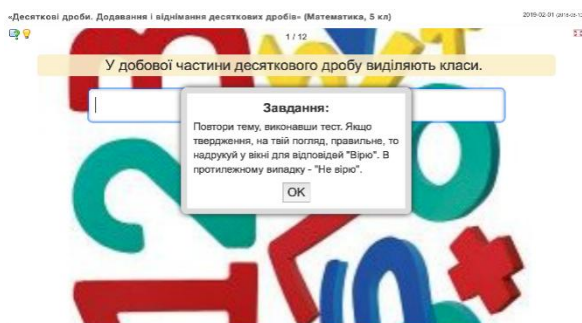 «Десяткові дроби. Додавання і віднімання десяткових дробів» (Математика, 5 кл)
1 / 12
У добової частини десяткового дробу виділяють класи.
Завдання:
Повтори тему, виконавши тест. Якщо
твердження, на твій погляд, правильне, то
надрукуй у вікні для відповідей "Вірю". В
протилежному випадку - "Не вірю".
OK